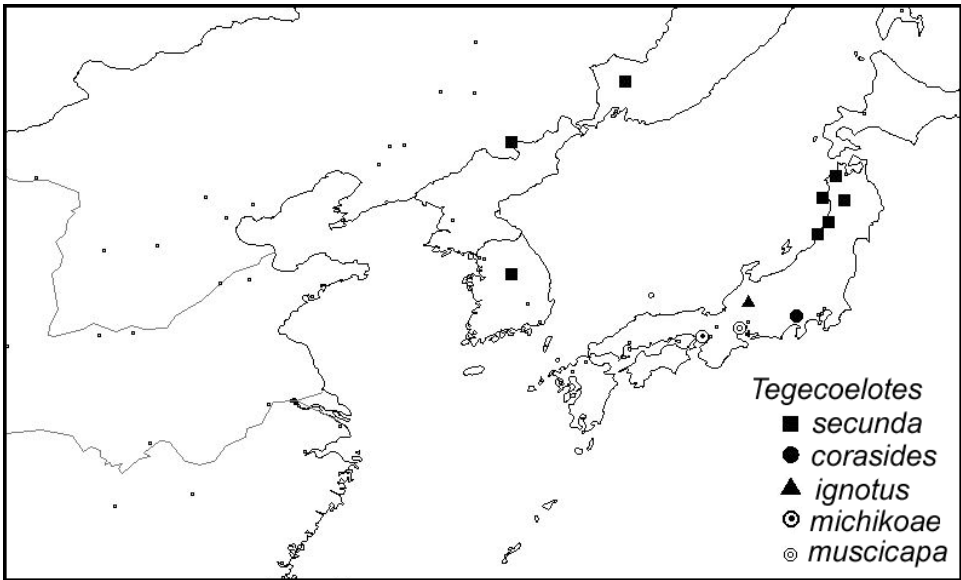 Tegecoelotes
secunda
corasides
ignotus
michikoae
muscicapa